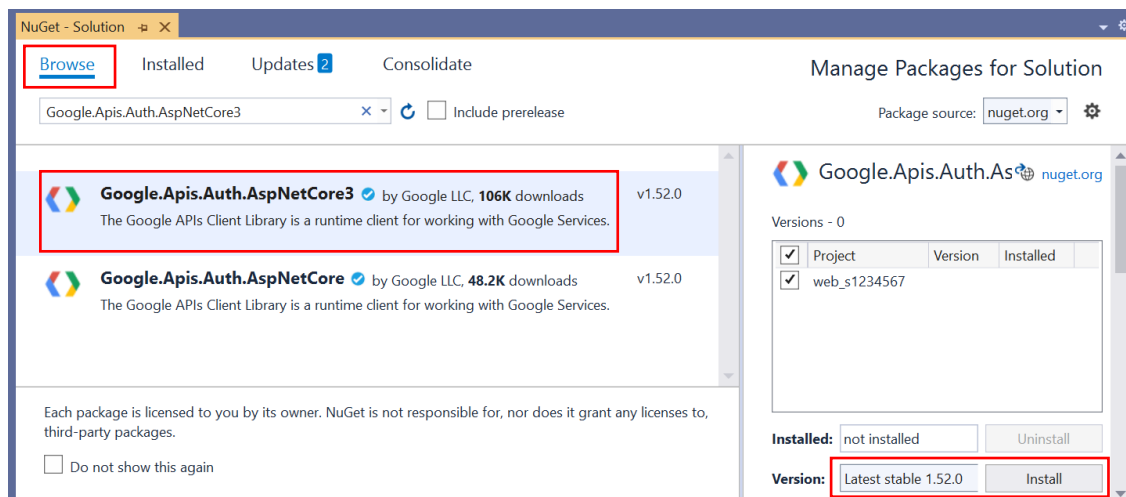 NuGet - Solution
Browse Installed Updates 2 Consolidate
Manage Packages for Solution
Google.Apis.Auth.AspNetCore3
Include prerelease
Package source: nuget.org
Google.Apis.Auth.AspNetCore3 by Google LLC, 106K downloads v1.52.0
The Google APIs Client Library is a runtime client for working with Google Services.
Google.Apis.Auth.AspNetCore by Google LLC, 48.2K downloads v1.52.0
The Google APIs Client Library is a runtime client for working with Google Services.
Each package is licensed to you by its owner. NuGet is not responsible for, nor does it grant any licenses to,
third-party packages.
Do not show this again
Google.Apis.Auth.As nuget.org
Versions - 0
Project Version Installed
web_s1234567
Installed: not installed Uninstall
Version: Latest stable 1.52.0 Install